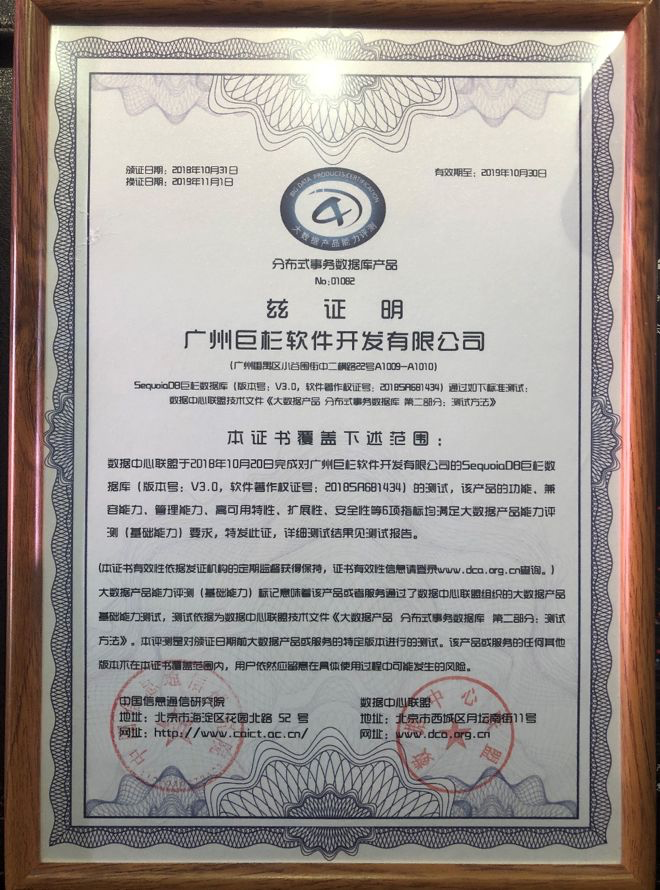 颁证日期：2018年10月31日
换证日期：2019年11月1日
有效期至：2019年10月30日
BIG DATA PRODUCTS CERTIFICATION
大数据产品能力评测
分布式事务数据库产品
No:01082
兹 证 明
广州巨杉软件开发有限公司
(广州番禺区小谷围街中二横路22号A1009-A1010)
SequoiaDB巨杉数据库（版本号：V3.0，软件著作权证号：2018SR681434）通过如下标准测试：
数据中心联盟技术文件《大数据产品 分布式事务数据库 第二部分：测试方法》
本证书覆盖下述范围：
数据中心联盟于2018年10月20日完成对广州巨杉软件开发有限公司的SequoiaDB巨杉数
据库（版本号：V3.0，软件著作权证号：2018SR681434）的测试，该产品的功能、兼
容能力、管理能力、高可用特性、扩展性、安全性等6项指标均满足大数据产品能力评
测（基础能力）要求，特发此证，详细测试结果见测试报告。
(本证书有效性依据发证机构的定期监督获得保持，证书有效性信息请登录www.dca.org.cn查询。)
大数据产品能力评测（基础能力）标记意味着该产品或者服务通过了数据中心联盟组织的大数据产品
基础能力测试，测试依据为数据中心联盟技术文件《大数据产品 分布式事务数据库 第二部分：测试
方法》。本评测是对颁证日期前大数据产品或服务的特定版本进行的测试。该产品或服务的任何其他
版本不在本证书覆盖范围内，用户依然应留意在具体使用过程中可能发生的风险。
中国信息通信研究院
地址：北京市海淀区花园北路 52 号
网址：http://www.caict.ac.cn/
数据中心联盟
地址：北京市西城区月坛南街11号
网址：www.dca.org.cn
数据中心联盟